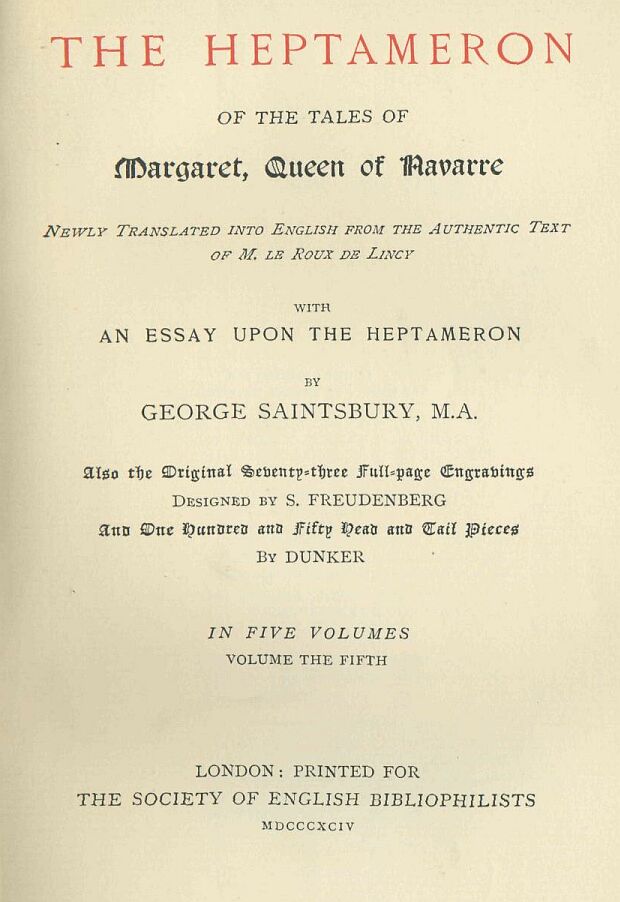 THE HEPTAMERON
OF THE TALES OF
Margaret, Queen of Navarre
NEWLY TRANSLATED INTO ENGLISH FROM THE AUTHENTIC TEXT
OF M. LE ROUX DE LINCY
WITH
AN ESSAY UPON THE HEPTAMERON
BY
GEORGE SAINTSBURY, M.A.
Also the Original Seventy-three Full-page Engravings
DESIGNED BY S. FREUDENBERG
And One Hundred and Fifty Head and Tail Pieces
BY DUNKER
IN FIVE VOLUMES
VOLUME THE FIFTH
LONDON: PRINTED FOR
THE SOCIETY OF ENGLISH BIBLIOPHILISTS
MDCCCXCIV